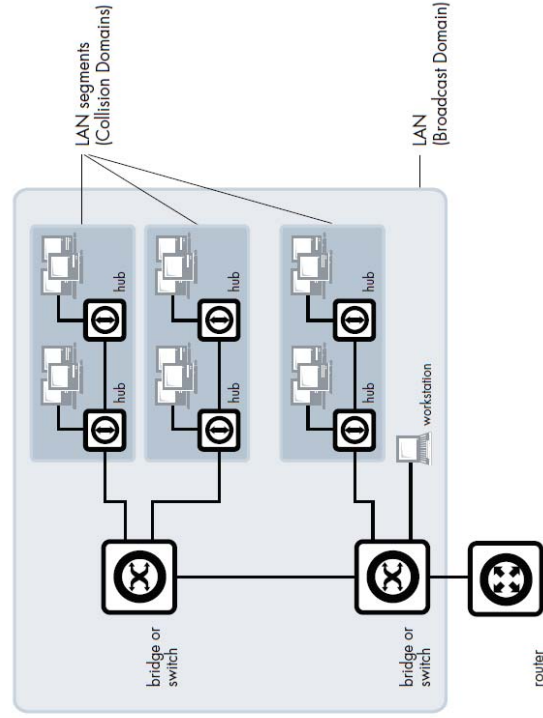 LAN segments
(Collision Domains)
LAN
(Broadcast Domain)
hub
hub
hub
hub
hub
hub
workstation
bridge or
switch
bridge or
switch
router